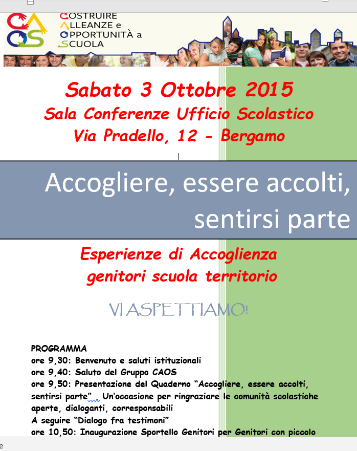 COSTRUIRE
ALLEANZE e
OPPORTUNITÀ a
SCUOLA
CAOS
Sabato 3 Ottobre 2015
Sala Conferenze Ufficio Scolastico
Via Pradello, 12 - Bergamo
Accogliere, essere accolti,
sentirsi parte
Esperienze di Accoglienza
genitori scuola territorio
VI ASPETTIAMO!
PROGRAMMA
ore 9,30: Benvenuto e saluti istituzionali
ore 9,40: Saluto del Gruppo CAOS
ore 9,50: Presentazione del Quaderno "Accogliere, essere accolti,
sentirsi parte" . Un'occasione per ringraziare le comunità scolastiche
aperte, dialoganti, corresponsabili
A seguire "Dialogo fra testimoni"
ore 10,50: Inaugurazione Sportello Genitori per Genitori con piccolo